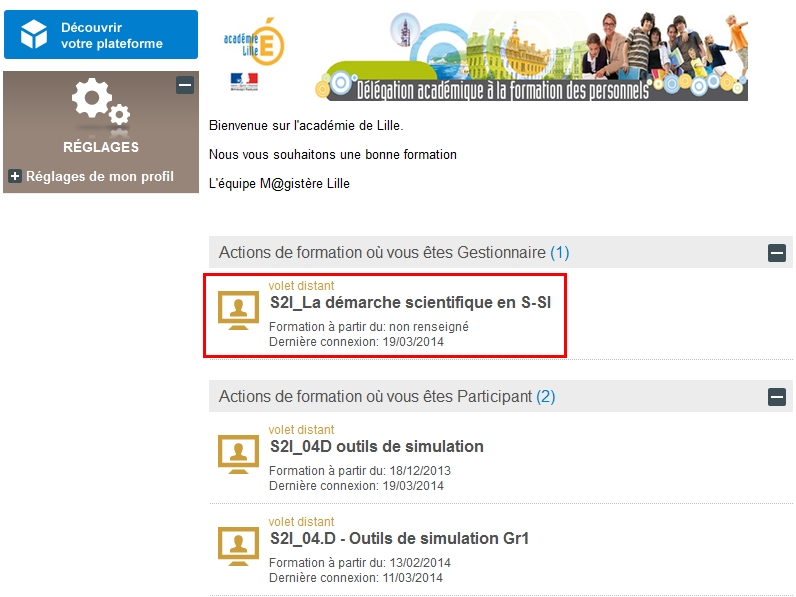 Découvrir
votre plateforme
académie
Lille
Délégation académique à la formation des personnels
RÉGLAGES
Réglages de mon profil
Bienvenue sur l'académie de Lille.
Nous vous souhaitons une bonne formation
L'équipe M@gistère Lille
Actions de formation où vous êtes Gestionnaire (1)
volet distant
S2I_La démarche scientifique en S-SI
Formation à partir du: non renseigné
Dernière connexion: 19/03/2014
Actions de formation où vous êtes Participant (2)
volet distant
S2I_04D outils de simulation
Formation à partir du: 18/12/2013
Dernière connexion: 19/03/2014
volet distant
S2I_04.D - Outils de simulation Gr1
Formation à partir du: 13/02/2014
Dernière connexion: 11/03/2014